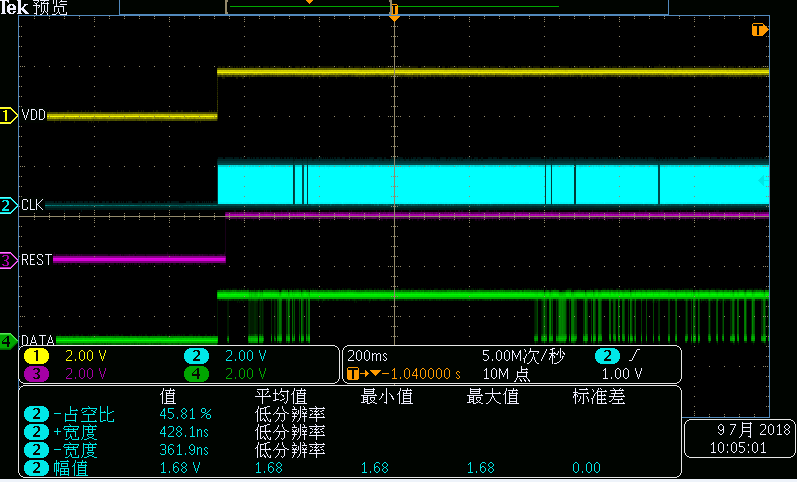 Tek 预览
T
T
1 VDD
2 CLK
3 REST
4 DATA
1 2.00 V 2 2.00 V
3 2.00 V 4 2.00 V
200ms 5.00M次/秒 2
T→▼−1.040000 s 10M 点 1.00 V
值 平均值 最小值 最大值 标准差
2 −占空比 45.81 % 低分辨率
2 +宽度 428.1ns 低分辨率
2 −宽度 361.9ns 低分辨率
2 幅值 1.68 V 1.68 1.68 1.68 0.00
9 7月 2018
10:05:01